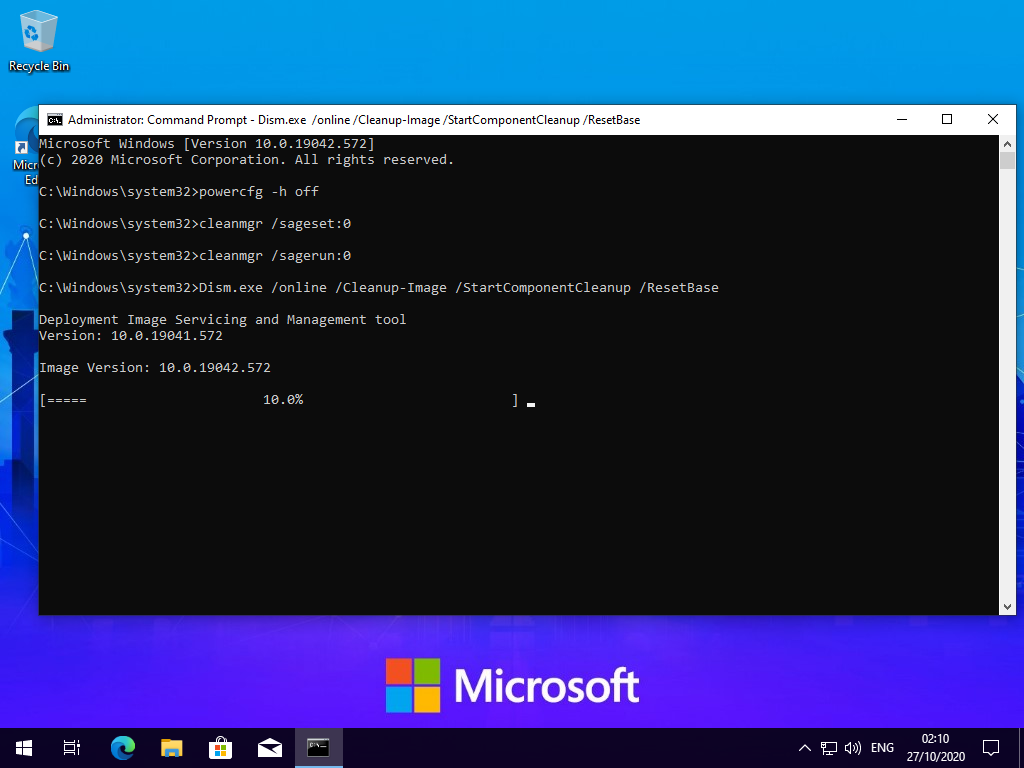 Recycle Bin
Micr
Ed
Administrator: Command Prompt - Dism.exe  /online /Cleanup-Image /StartComponentCleanup /ResetBase
Microsoft Windows [Version 10.0.19042.572]
(c) 2020 Microsoft Corporation. All rights reserved.
C:\Windows\system32>powercfg -h off
C:\Windows\system32>cleanmgr /sageset:0
C:\Windows\system32>cleanmgr /sagerun:0
C:\Windows\system32>Dism.exe /online /Cleanup-Image /StartComponentCleanup /ResetBase
Deployment Image Servicing and Management tool
Version: 10.0.19041.572
Image Version: 10.0.19042.572
[=====                      10.0%                          ]
Microsoft
ENG
02:10
27/10/2020